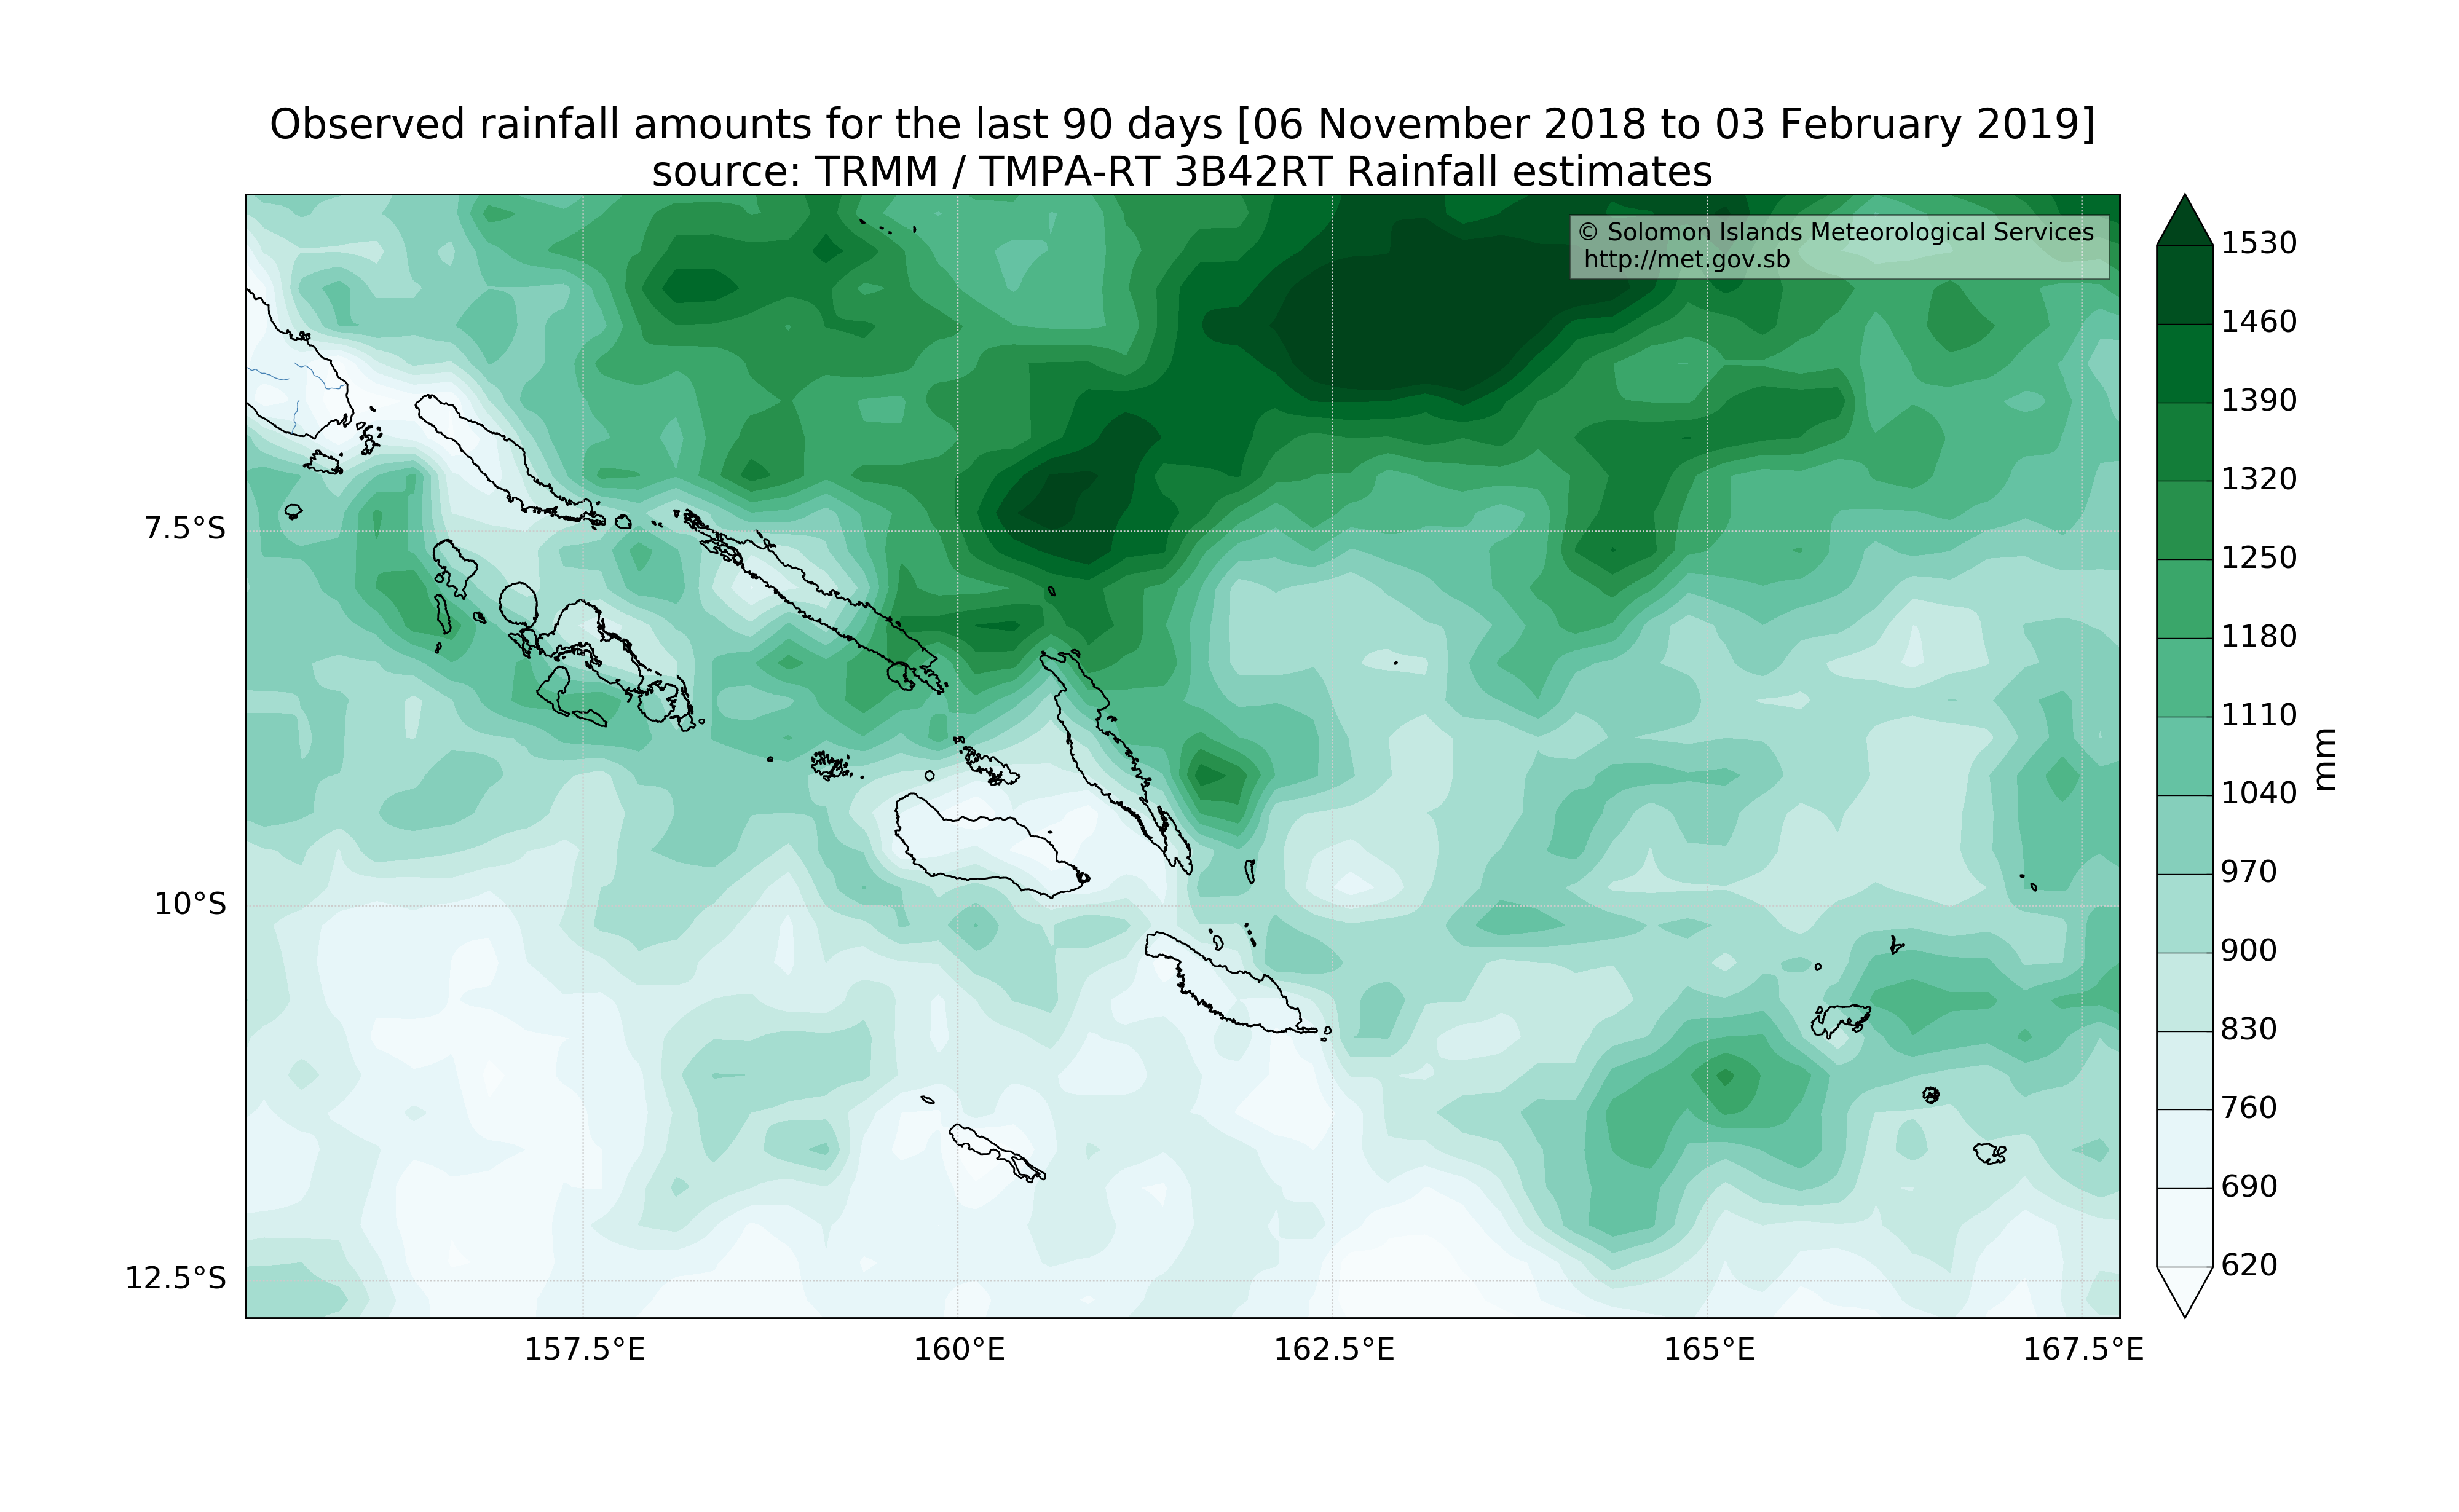 Observed rainfall amounts for the last 90 days [06 November 2018 to 03 February 2019]
source: TRMM / TMPA-RT 3B42RT Rainfall estimates
© Solomon Islands Meteorological Services
http://met.gov.sb
7.5°S
10°S
12.5°S
157.5°E
160°E
162.5°E
165°E
167.5°E
1530
1460
1390
1320
1250
1180
1110
1040
970
900
830
760
690
620
mm